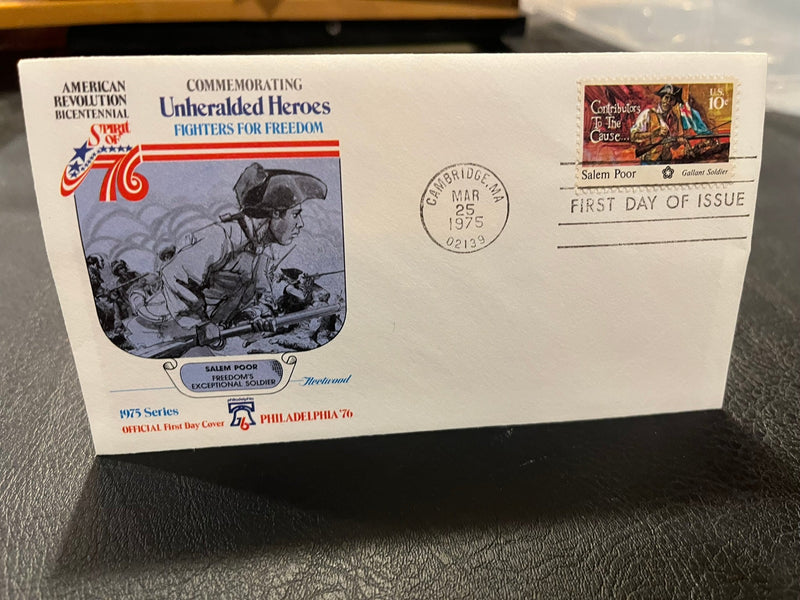 AMERICAN
REVOLUTION
BICENTENNIAL
SPIRIT
OF
76
COMMEMORATING
Unheralded Heroes
FIGHTERS FOR FREEDOM
CAMBRIDGE, MA
MAR
25
1975
02139
Contributors
To The
Cause...
U.S.
10c
Salem Poor
Gallant Soldier
FIRST DAY OF ISSUE
SALEM POOR
FREEDOM'S
EXCEPTIONAL SOLDIER
Fleetwood
1975 Series
OFFICIAL First Day Cover
philadelphia
76
PHILADELPHIA '76